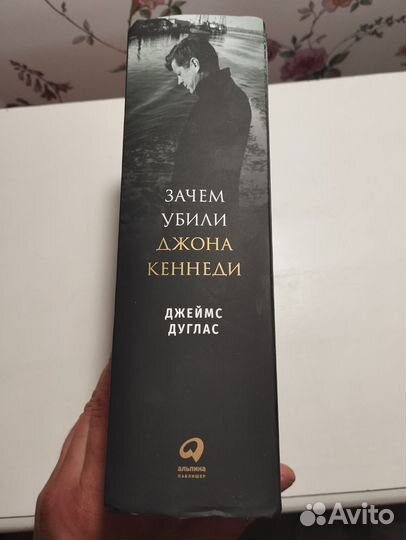 ЗАЧЕМ
УБИЛИ
ДЖОНА
КЕННЕДИ
ДЖЕЙМС
ДУГЛАС
альпина
ПАБЛИШЕР
Avito